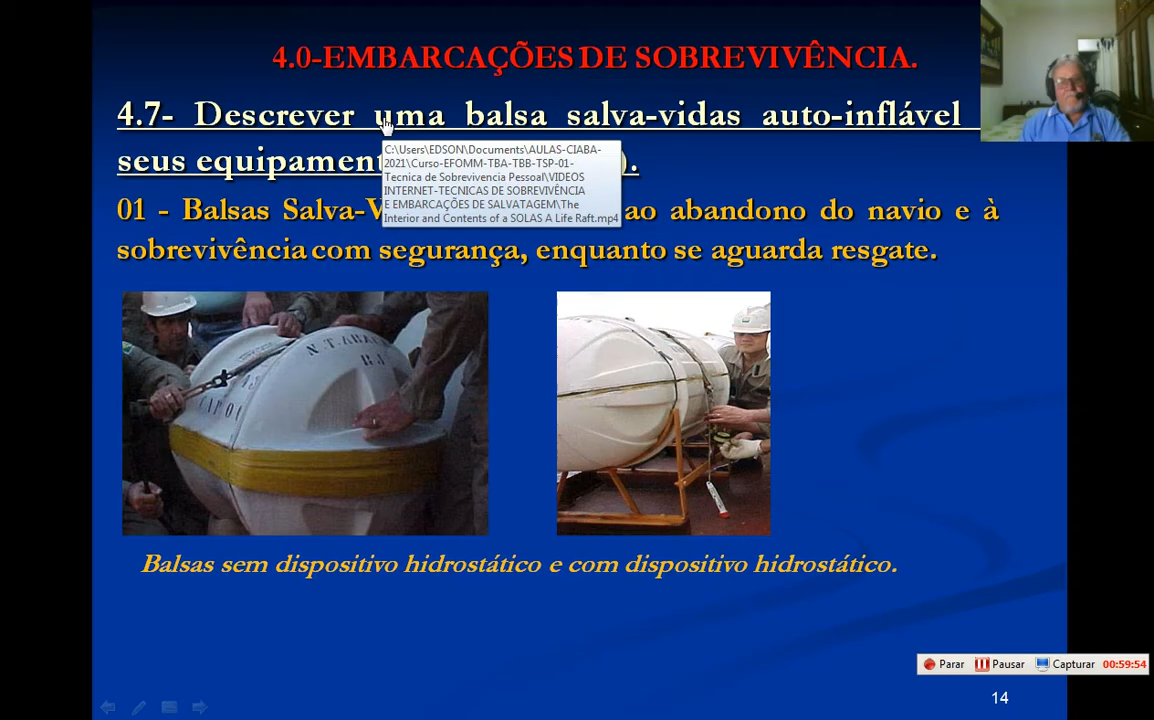 4.0-EMBARCAÇÕES DE SOBREVIVÊNCIA.
4.7- Descrever uma balsa salva-vidas auto-inflável
seus equipament ).
C:\Users\EDSON\Documents\AULAS-CIABA-
2021\Curso-EFOMM-TBA-TBB-TSP-01-
Tecnica de Sobrevivencia Pessoal\VIDEOS
INTERNET-TECNICAS DE SOBREVIVÊNCIA
E EMBARCAÇÕES DE SALVATAGEM\The
Interior and Contents of a SOLAS A Life Raft.mp4
01 - Balsas Salva-V ao abandono do navio e à
sobrevivência com segurança, enquanto se aguarda resgate.
Balsas sem dispositivo hidrostático e com dispositivo hidrostático.
Parar Pausar Capturar 00:59:54
14